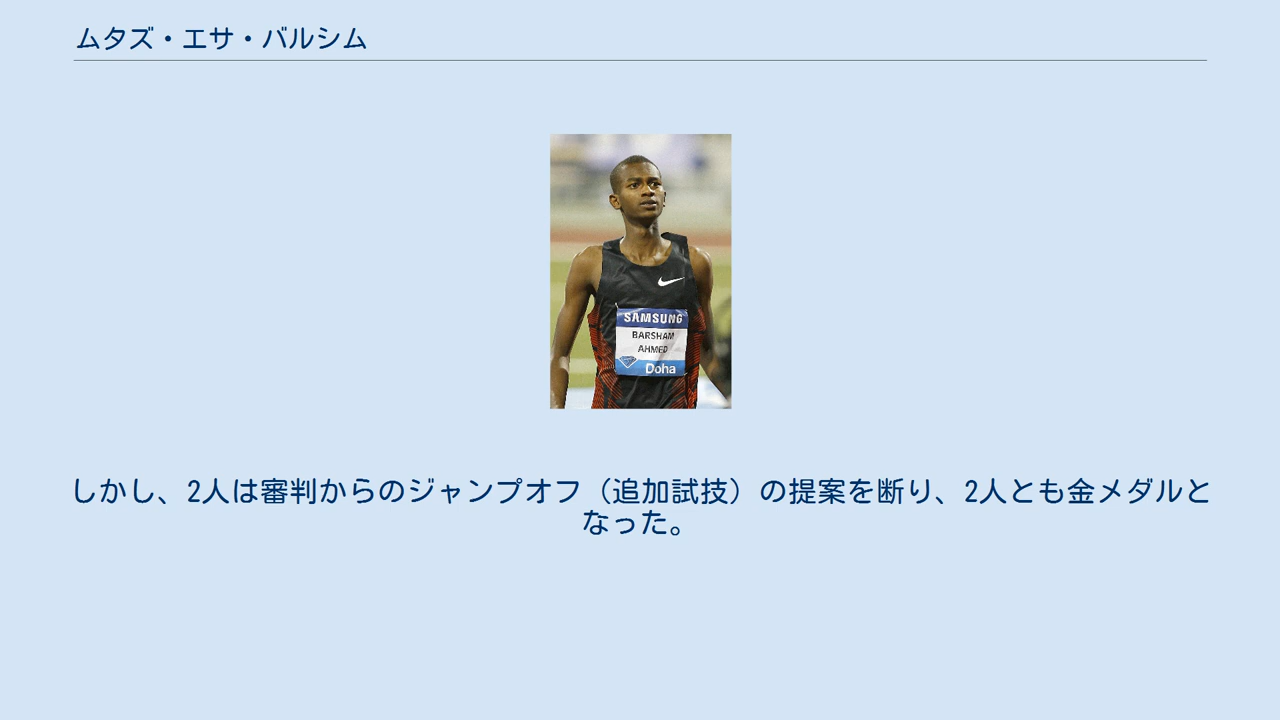 ムタズ・エサ・バルシム
SAMSUNG
BARSHAM
AHMED
Doha
しかし、2人は審判からのジャンプオフ（追加試技）の提案を断り、2人とも金メダルと
なった。